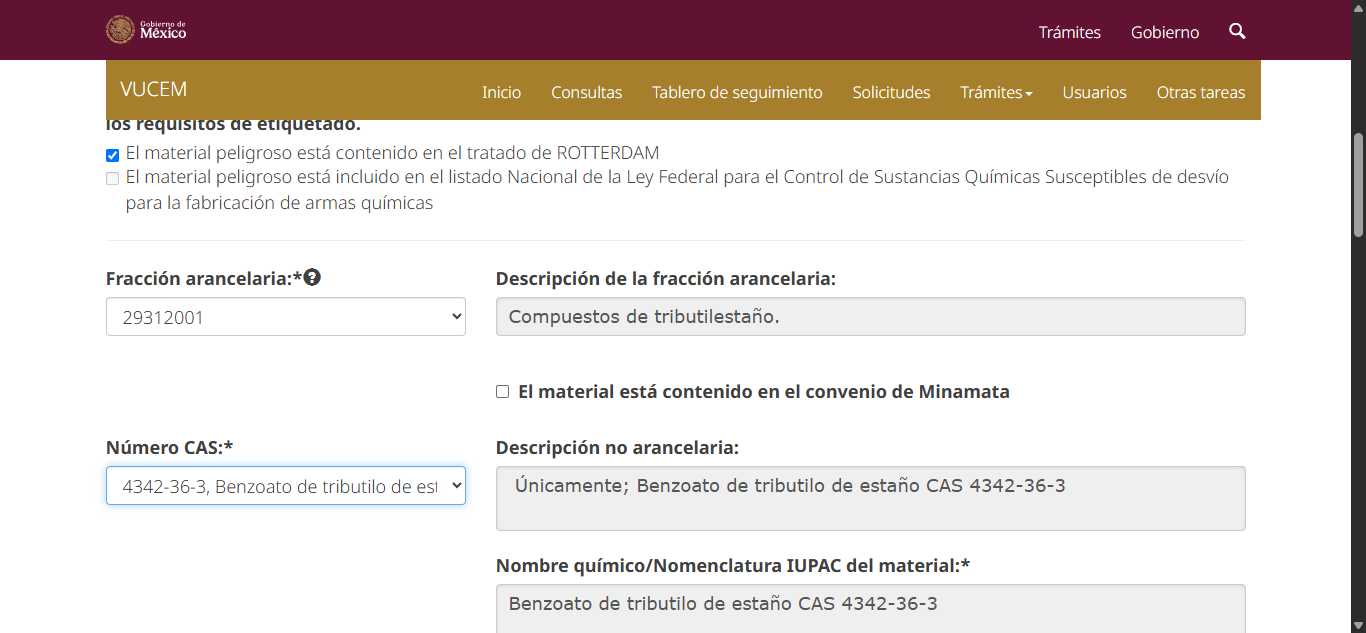 Gobierno de
México
Trámites
Gobierno
VUCEM
Inicio
Consultas
Tablero de seguimiento
Solicitudes
Trámites
Usuarios
Otras tareas
los requisitos de etiquetado.
El material peligroso está contenido en el tratado de ROTTERDAM
El material peligroso está incluido en el listado Nacional de la Ley Federal para el Control de Sustancias Químicas Susceptibles de desvío
para la fabricación de armas químicas
Fracción arancelaria:*
Descripción de la fracción arancelaria:
29312001
Compuestos de tributilestaño.
El material está contenido en el convenio de Minamata
Número CAS:*
Descripción no arancelaria:
4342-36-3, Benzoato de tributilo de est
Únicamente; Benzoato de tributilo de estaño CAS 4342-36-3
Nombre químico/Nomenclatura IUPAC del material:*
Benzoato de tributilo de estaño CAS 4342-36-3